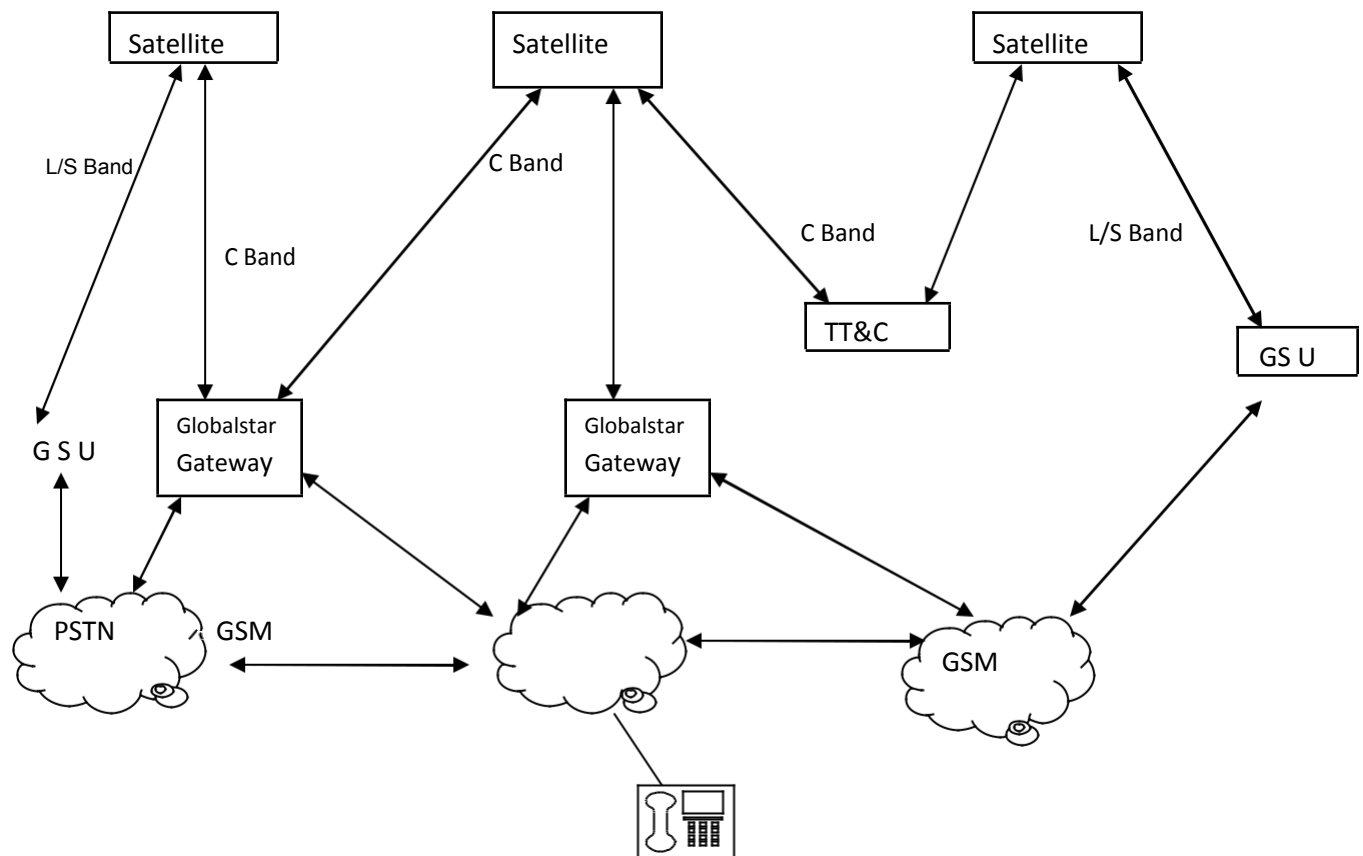 Satellite
Satellite
Satellite
L/S Band
C Band
C Band
C Band
L/S Band
TT&C
GS U
Globalstar
Gateway
Globalstar
Gateway
G S U
PSTN
GSM
GSM